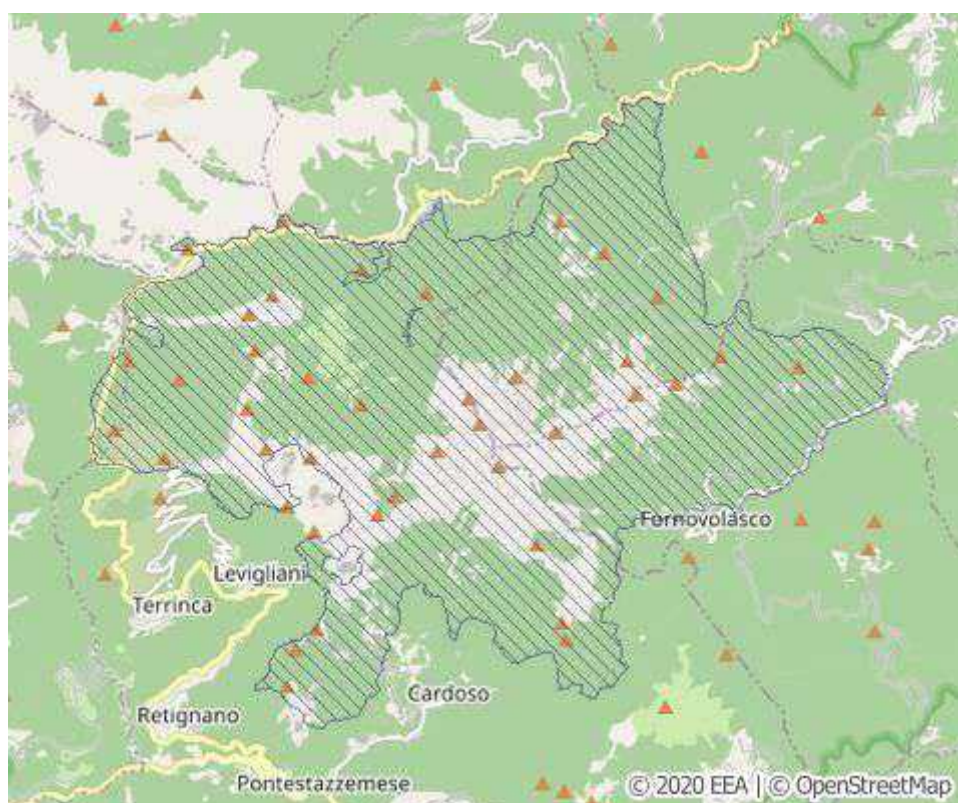 Fornovolasco
Levigliani
Terrinca
Cardoso
Retignano
Pontestazzemese
© 2020 EEA | © OpenStreetMap